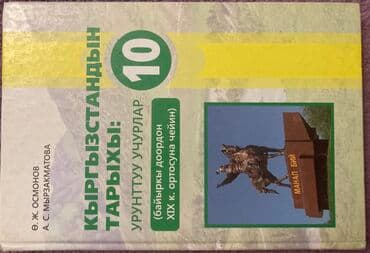 Ө. Ж. ОСМОНОВ
А. С. МЫРЗАКМАТОВА
КЫРГЫЗСТАНДЫН
ТАРЫХЫ:
УРУНТТУУ УЧУРЛАР
10
(байыркы доордон
XIX к. ортосуна чейин)
МАНАП БИЙ